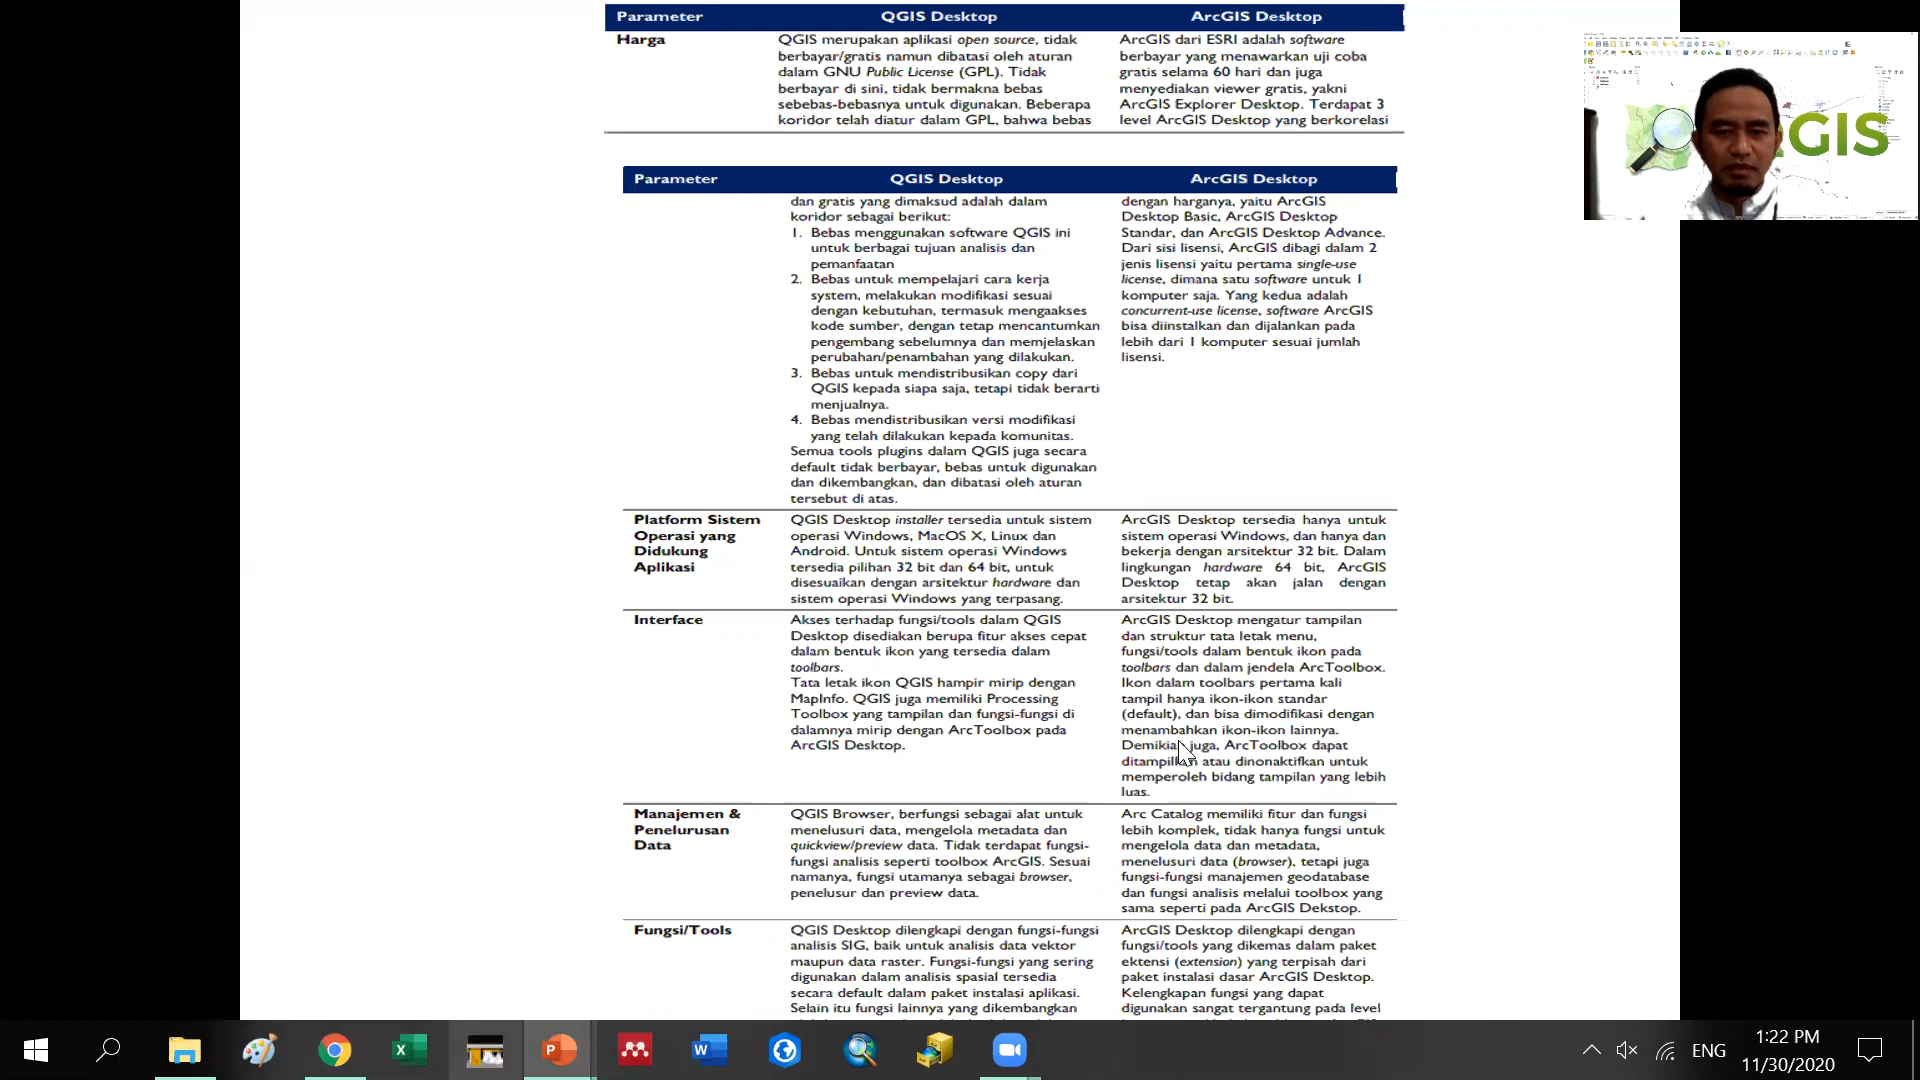 Parameter QGIS Desktop ArcGIS Desktop
Harga
QGIS merupakan aplikasi open source, tidak
berbayar/gratis namun dibatasi oleh aturan
dalam GNU Public License (GPL). Tidak
berbayar di sini, tidak bermakna bebas
sebebas-bebasnya untuk digunakan. Beberapa
koridor telah diatur dalam GPL, bahwa bebas
ArcGIS dari ESRI adalah software
berbayar yang menawarkan uji coba
gratis selama 60 hari dan juga
menyediakan viewer gratis, yakni
ArcGIS Explorer Desktop. Terdapat 3
level ArcGIS Desktop yang berkorelasi
GIS
Parameter QGIS Desktop ArcGIS Desktop
dan gratis yang dimaksud adalah dalam
koridor sebagai berikut:
1. Bebas menggunakan software QGIS ini
untuk berbagai tujuan analisis dan
pemanfaatan
2. Bebas untuk mempelajari cara kerja
system, melakukan modifikasi sesuai
dengan kebutuhan, termasuk mengaakses
kode sumber, dengan tetap mencantumkan
pengembang sebelumnya dan memjelaskan
perubahan/penambahan yang dilakukan.
3. Bebas untuk mendistribusikan copy dari
QGIS kepada siapa saja, tetapi tidak berarti
menjualnya.
4. Bebas mendistribusikan versi modifikasi
yang telah dilakukan kepada komunitas.
Semua tools plugins dalam QGIS juga secara
default tidak berbayar, bebas untuk digunakan
dan dikembangkan, dan dibatasi oleh aturan
tersebut di atas.
dengan harganya, yaitu ArcGIS
Desktop Basic, ArcGIS Desktop
Standar, dan ArcGIS Desktop Advance.
Dari sisi lisensi, ArcGIS dibagi dalam 2
jenis lisensi yaitu pertama single-use
license, dimana satu software untuk 1
komputer saja. Yang kedua adalah
concurrent-use license, software ArcGIS
bisa diinstalkan dan dijalankan pada
lebih dari 1 komputer sesuai jumlah
lisensi.
Platform Sistem
Operasi yang
Didukung
Aplikasi
QGIS Desktop installer tersedia untuk sistem
operasi Windows, MacOS X, Linux dan
Android. Untuk sistem operasi Windows
tersedia pilihan 32 bit dan 64 bit, untuk
disesuaikan dengan arsitektur hardware dan
sistem operasi Windows yang terpasang.
ArcGIS Desktop tersedia hanya untuk
sistem operasi Windows, dan hanya dan
bekerja dengan arsitektur 32 bit. Dalam
lingkungan hardware 64 bit, ArcGIS
Desktop tetap akan jalan dengan
arsitektur 32 bit.
Interface
Akses terhadap fungsi/tools dalam QGIS
Desktop disediakan berupa fitur akses cepat
dalam bentuk ikon yang tersedia dalam
toolbars.
Tata letak ikon QGIS hampir mirip dengan
MapInfo. QGIS juga memiliki Processing
Toolbox yang tampilan dan fungsi-fungsi di
dalamnya mirip dengan ArcToolbox pada
ArcGIS Desktop.
ArcGIS Desktop mengatur tampilan
dan struktur tata letak menu,
fungsi/tools dalam bentuk ikon pada
toolbars dan dalam jendela ArcToolbox.
Ikon dalam toolbars pertama kali
tampil hanya ikon-ikon standar
(default), dan bisa dimodifikasi dengan
menambahkan ikon-ikon lainnya.
Demikian juga, ArcToolbox dapat
ditampilkan atau dinonaktifkan untuk
memperoleh bidang tampilan yang lebih
luas.
Manajemen &
Penelurusan
Data
QGIS Browser, berfungsi sebagai alat untuk
menelusuri data, mengelola metadata dan
quickview/preview data. Tidak terdapat fungsi-
fungsi analisis seperti toolbox ArcGIS. Sesuai
namanya, fungsi utamanya sebagai browser,
penelusur dan preview data.
Arc Catalog memiliki fitur dan fungsi
lebih komplek, tidak hanya fungsi untuk
mengelola data dan metadata,
menelusuri data (browser), tetapi juga
fungsi-fungsi manajemen geodatabase
dan fungsi analisis melalui toolbox yang
sama seperti pada ArcGIS Dekstop.
Fungsi/Tools
QGIS Desktop dilengkapi dengan fungsi-fungsi
analisis SIG, baik untuk analisis data vektor
maupun data raster. Fungsi-fungsi yang sering
digunakan dalam analisis spasial tersedia
secara default dalam paket instalasi aplikasi.
Selain itu fungsi lainnya yang dikembangkan
ArcGIS Desktop dilengkapi dengan
fungsi/tools yang dikemas dalam paket
ektensi (extension) yang terpisah dari
paket instalasi dasar ArcGIS Desktop.
Kelengkapan fungsi yang dapat
digunakan sangat tergantung pada level
ENG
1:22 PM
11/30/2020